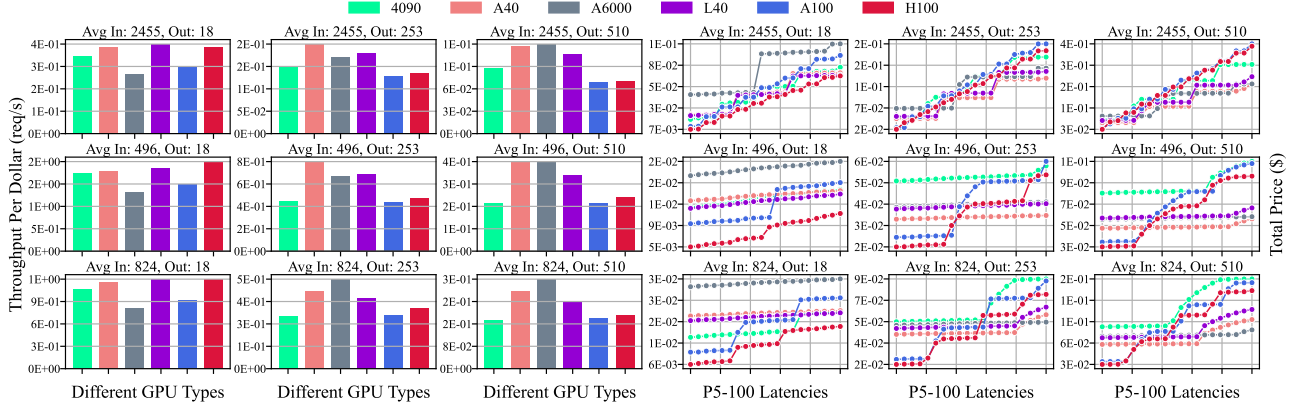 4090 A40 A6000 L40 A100 H100
Avg In: 2455, Out: 18 Avg In: 2455, Out: 253 Avg In: 2455, Out: 510 Avg In: 2455, Out: 18 Avg In: 2455, Out: 253 Avg In: 2455, Out: 510
4E-01 2E-01 1E-01 1E-01 2E-01 4E-01
3E-01 2E-01 1E-01 8E-02 2E-01 3E-01
2E-01 1E-01 7E-02 5E-02 1E-01 2E-01
1E-01 5E-02 5E-02 3E-02 7E-02 1E-01
0E+00 0E+00 0E+00 7E-03 2E-02 3E-02
Avg In: 496, Out: 18 Avg In: 496, Out: 253 Avg In: 496, Out: 510 Avg In: 496, Out: 18 Avg In: 496, Out: 253 Avg In: 496, Out: 510
2E+00 8E-01 4E-01 2E-02 6E-02 1E-01
2E+00 6E-01 3E-01 2E-02 5E-02 9E-02
1E+00 4E-01 2E-01 1E-02 4E-02 7E-02
5E-01 2E-01 1E-01 9E-03 3E-02 5E-02
0E+00 0E+00 0E+00 5E-03 2E-02 3E-02
Avg In: 824, Out: 18 Avg In: 824, Out: 253 Avg In: 824, Out: 510 Avg In: 824, Out: 18 Avg In: 824, Out: 253 Avg In: 824, Out: 510
1E+00 5E-01 3E-01 3E-02 9E-02 2E-01
9E-01 4E-01 2E-01 2E-02 7E-02 1E-01
6E-01 3E-01 1E-01 2E-02 5E-02 9E-02
3E-01 1E-01 7E-02 1E-02 4E-02 6E-02
0E+00 0E+00 0E+00 6E-03 2E-02
Different GPU Types Different GPU Types Different GPU Types P5-100 Latencies P5-100 Latencies P5-100 Latencies
Throughput Per Dollar (req/s)
Total Price ($)